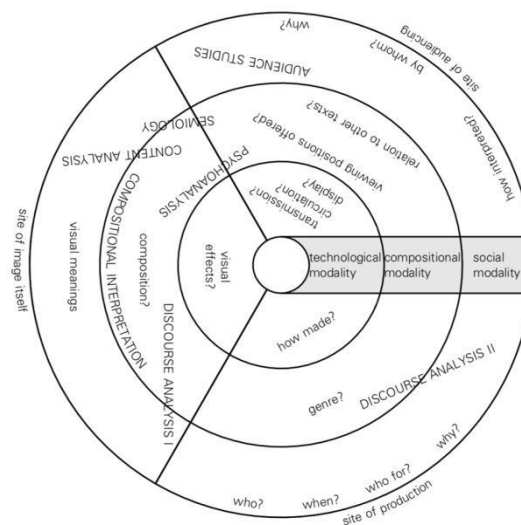 why?
by whom?
site of audiencing
how interpreted?
AUDIENCE STUDIES
relation to other texts?
viewing positions offered?
transmission?
circulation?
display?
SEMIOLOGY
CONTENT ANALYSIS
PSYCHOANALYSIS
COMPOSITIONAL INTERPRETATION
site of image itself
visual meanings
composition?
visual
effects?
DISCOURSE ANALYSIS I
technological
modality
compositional
modality
social
modality
how made?
genre?
DISCOURSE ANALYSIS II
who?
when?
who for?
why?
site of production